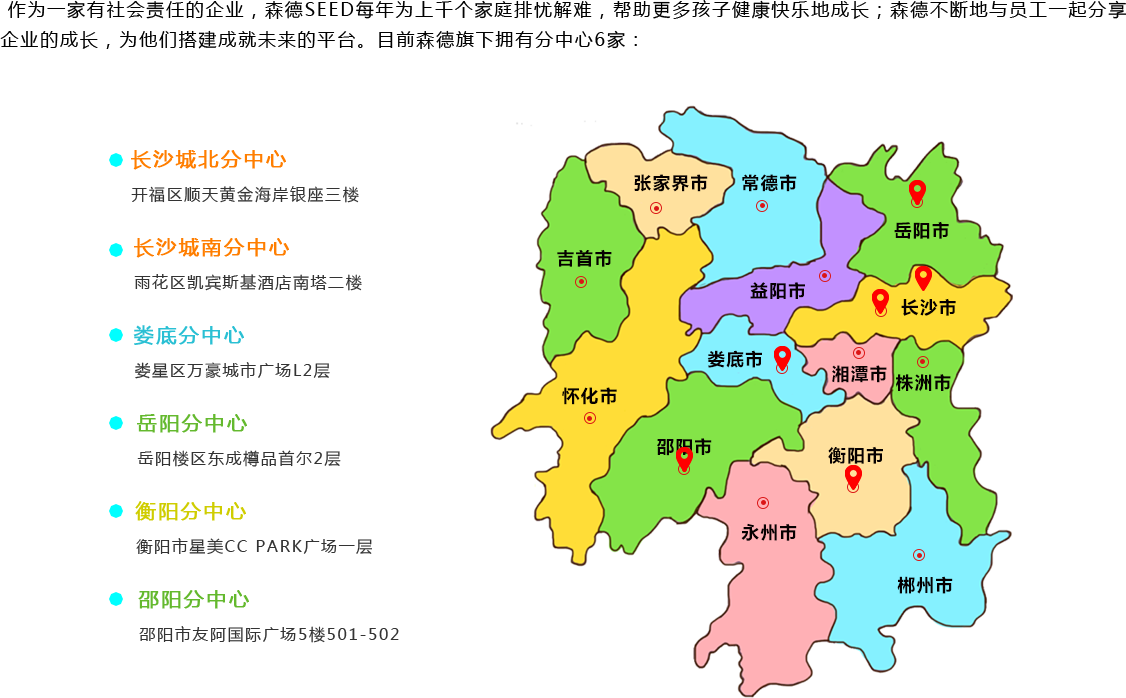 作为一家有社会责任的企业，森德SEED每年为上千个家庭排忧解难，帮助更多孩子健康快乐地成长；森德不断地与员工一起分享
企业的成长，为他们搭建成就未来的平台。目前森德旗下拥有分中心6家：
长沙城北分中心
开福区顺天黄金海岸银座三楼
长沙城南分中心
雨花区凯宾斯基酒店南塔二楼
娄底分中心
娄星区万豪城市广场L2层
岳阳分中心
岳阳楼区东成樽品首尔2层
衡阳分中心
衡阳市星美CC PARK广场一层
邵阳分中心
邵阳市友阿国际广场5楼501-502
张家界市
常德市
岳阳市
吉首市
益阳市
长沙市
娄底市
湘潭市
株洲市
怀化市
邵阳市
衡阳市
永州市
郴州市